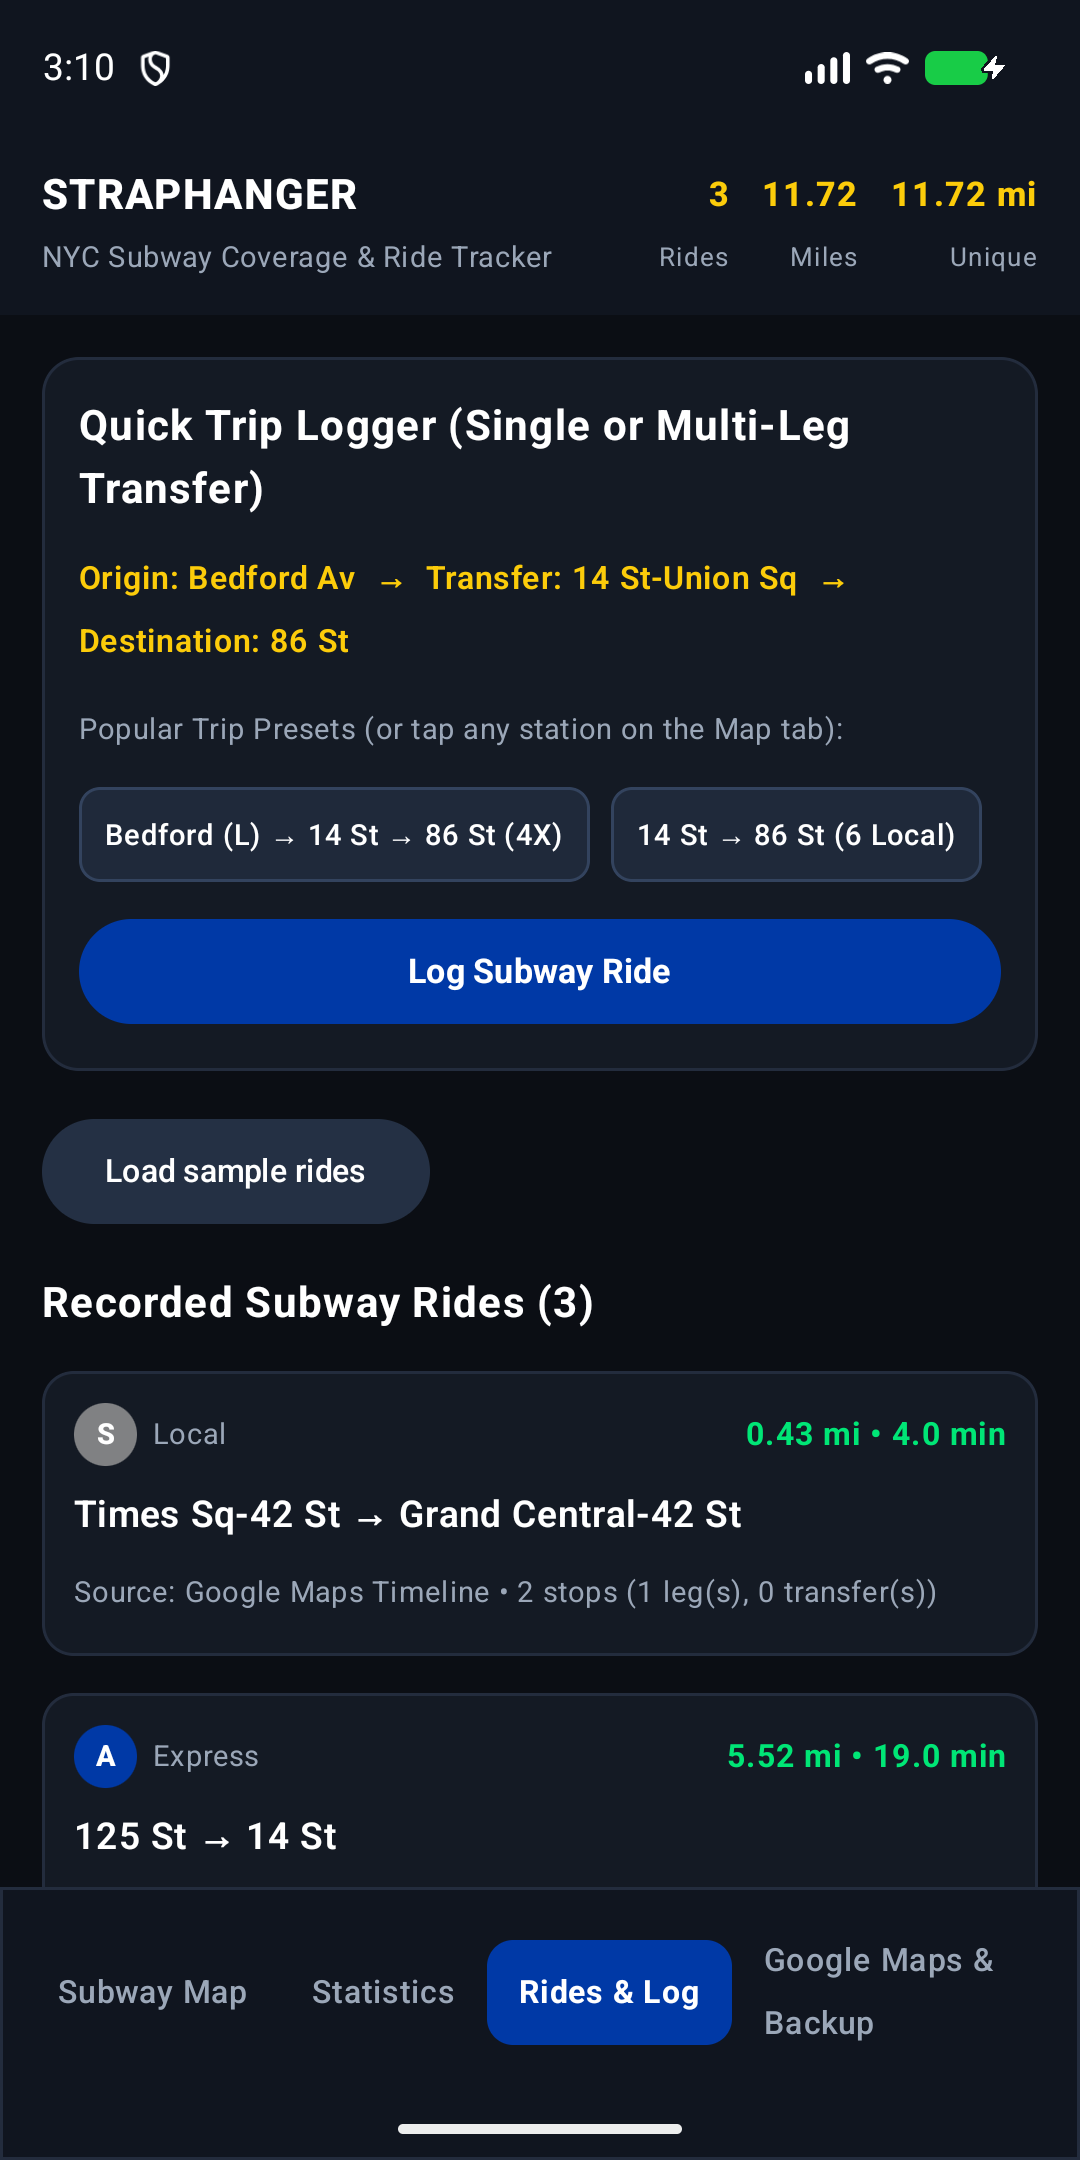 3:10
STRAPHANGER
3 11.72 11.72 mi
NYC Subway Coverage & Ride Tracker
Rides Miles Unique
Quick Trip Logger (Single or Multi-Leg
Transfer)
Origin: Bedford Av → Transfer: 14 St-Union Sq →
Destination: 86 St
Popular Trip Presets (or tap any station on the Map tab):
Bedford (L) → 14 St → 86 St (4X)
14 St → 86 St (6 Local)
Log Subway Ride
Load sample rides
Recorded Subway Rides (3)
S Local 0.43 mi • 4.0 min
Times Sq-42 St → Grand Central-42 St
Source: Google Maps Timeline • 2 stops (1 leg(s), 0 transfer(s))
A Express 5.52 mi • 19.0 min
125 St → 14 St
Subway Map
Statistics
Rides & Log
Google Maps &
Backup